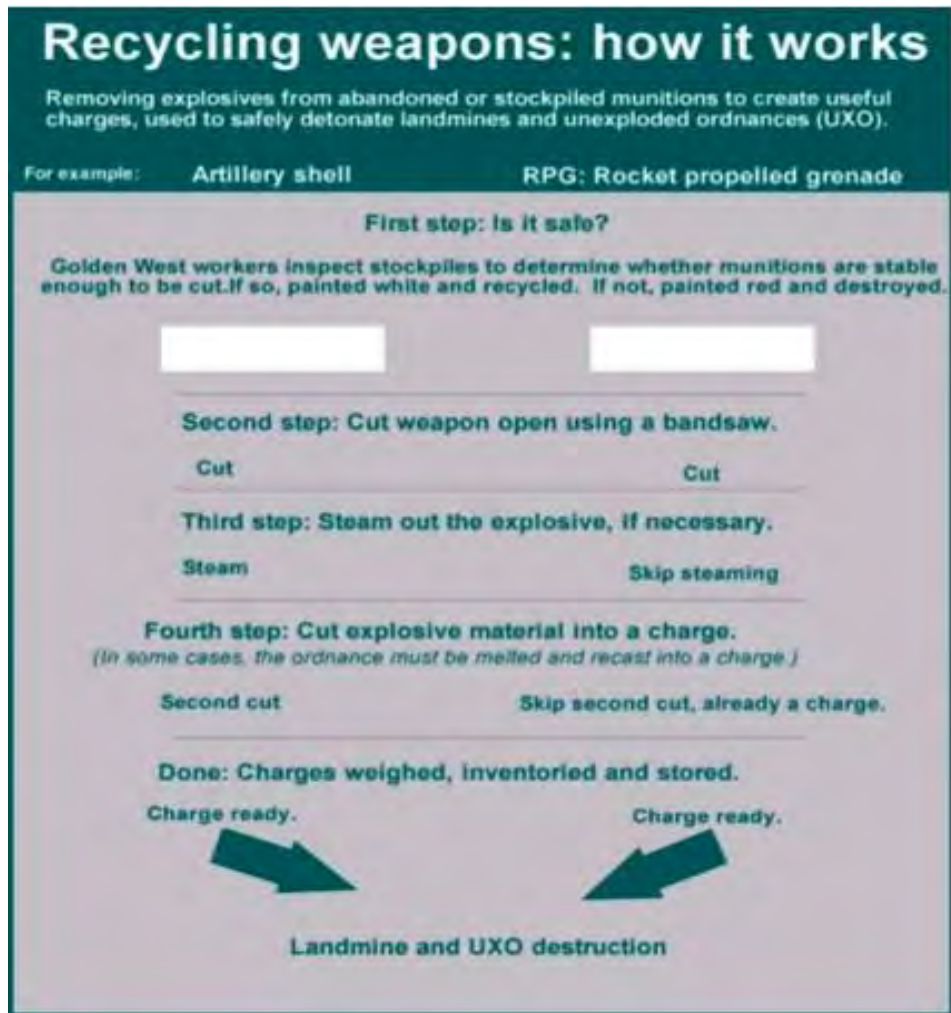 Recycling weapons: how it works
Removing explosives from abandoned or stockpiled munitions to create useful
charges, used to safely detonate landmines and unexploded ordnances (UXO).
For example: Artillery shell RPG: Rocket propelled grenade
First step: Is it safe?
Golden West workers inspect stockpiles to determine whether munitions are stable
enough to be cut.If so, painted white and recycled. If not, painted red and destroyed.
Second step: Cut weapon open using a bandsaw.
Cut Cut
Third step: Steam out the explosive, if necessary.
Steam Skip steaming
Fourth step: Cut explosive material into a charge.
(In some cases, the ordnance must be melted and recast into a charge.)
Second cut Skip second cut, already a charge.
Done: Charges weighed, inventoried and stored.
Charge ready. Charge ready.
Landmine and UXO destruction